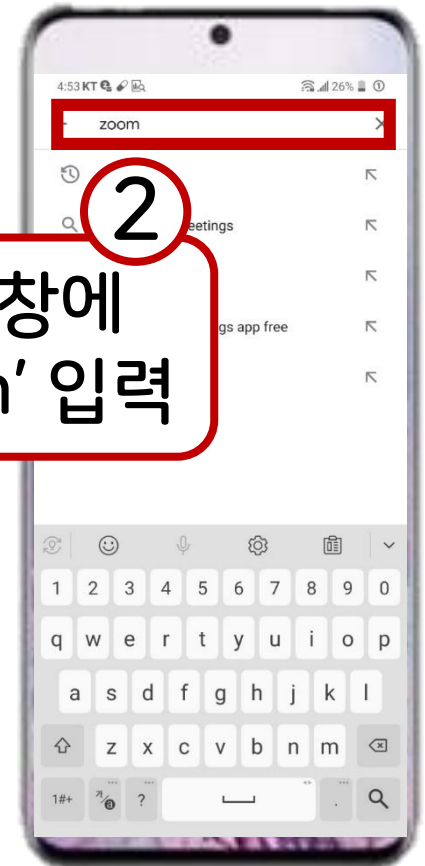 4:53 KT 26%
zoom
2
창에
' 입력
eetings
gs app free
1 2 3 4 5 6 7 8 9 0
q w e r t y u i o p
a s d f g h j k l
z x c v b n m
1#+ ? .